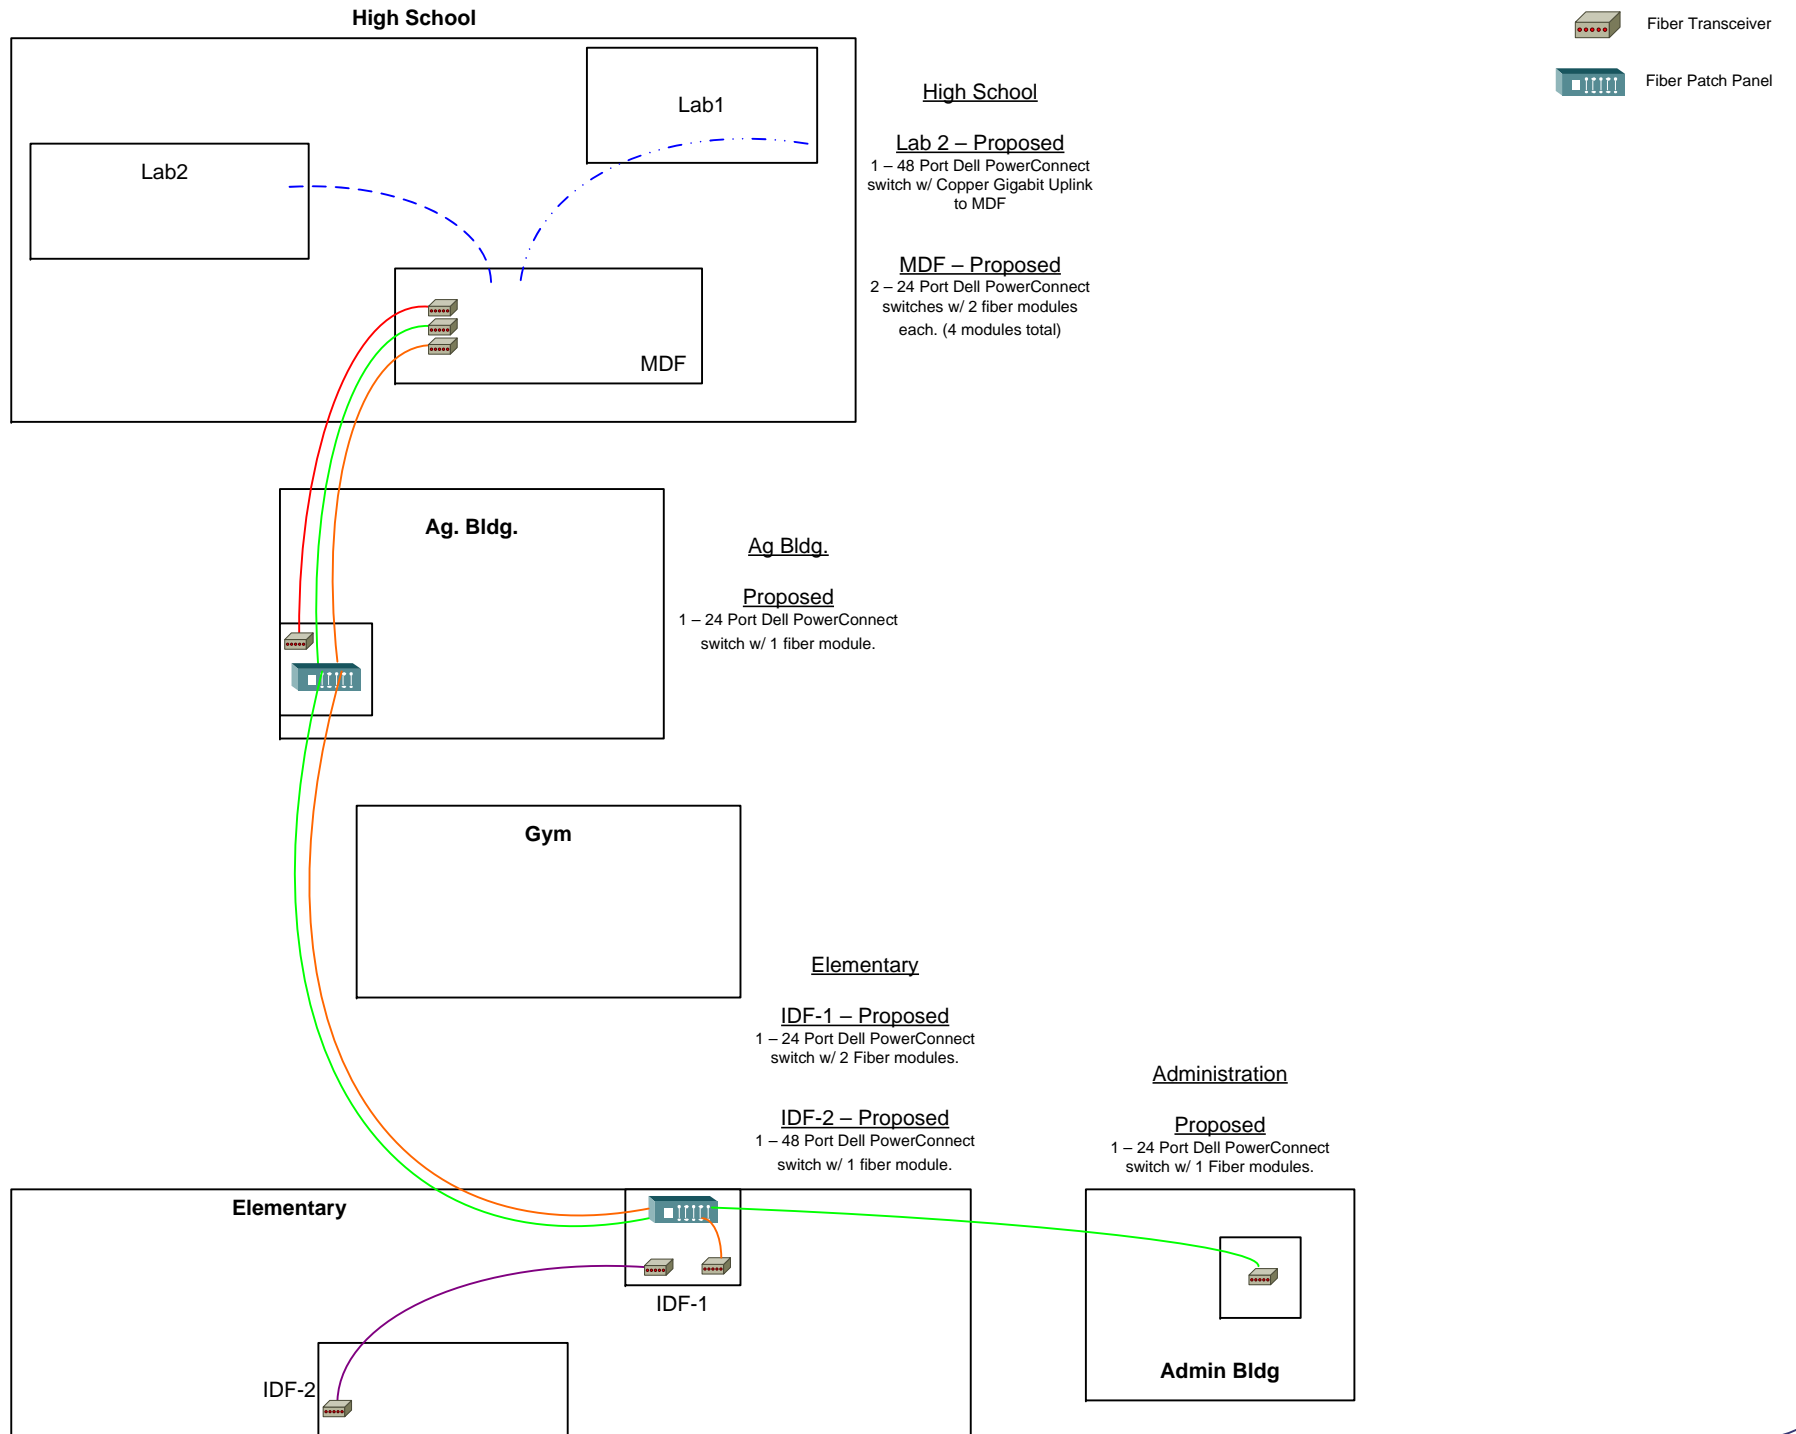 High School
Fiber Transceiver
Fiber Patch Panel
Lab1
Lab2
MDF
High School
Lab 2 – Proposed
1 – 48 Port Dell PowerConnect
switch w/ Copper Gigabit Uplink
to MDF
MDF – Proposed
2 – 24 Port Dell PowerConnect
switches w/ 2 fiber modules
each. (4 modules total)
Ag. Bldg.
Ag Bldg.
Proposed
1 – 24 Port Dell PowerConnect
switch w/ 1 fiber module.
Gym
Elementary
IDF-1 – Proposed
1 – 24 Port Dell PowerConnect
switch w/ 2 Fiber modules.
IDF-2 – Proposed
1 – 48 Port Dell PowerConnect
switch w/ 1 fiber module.
Administration
Proposed
1 – 24 Port Dell PowerConnect
switch w/ 1 Fiber modules.
Elementary
IDF-1
IDF-2
Admin Bldg